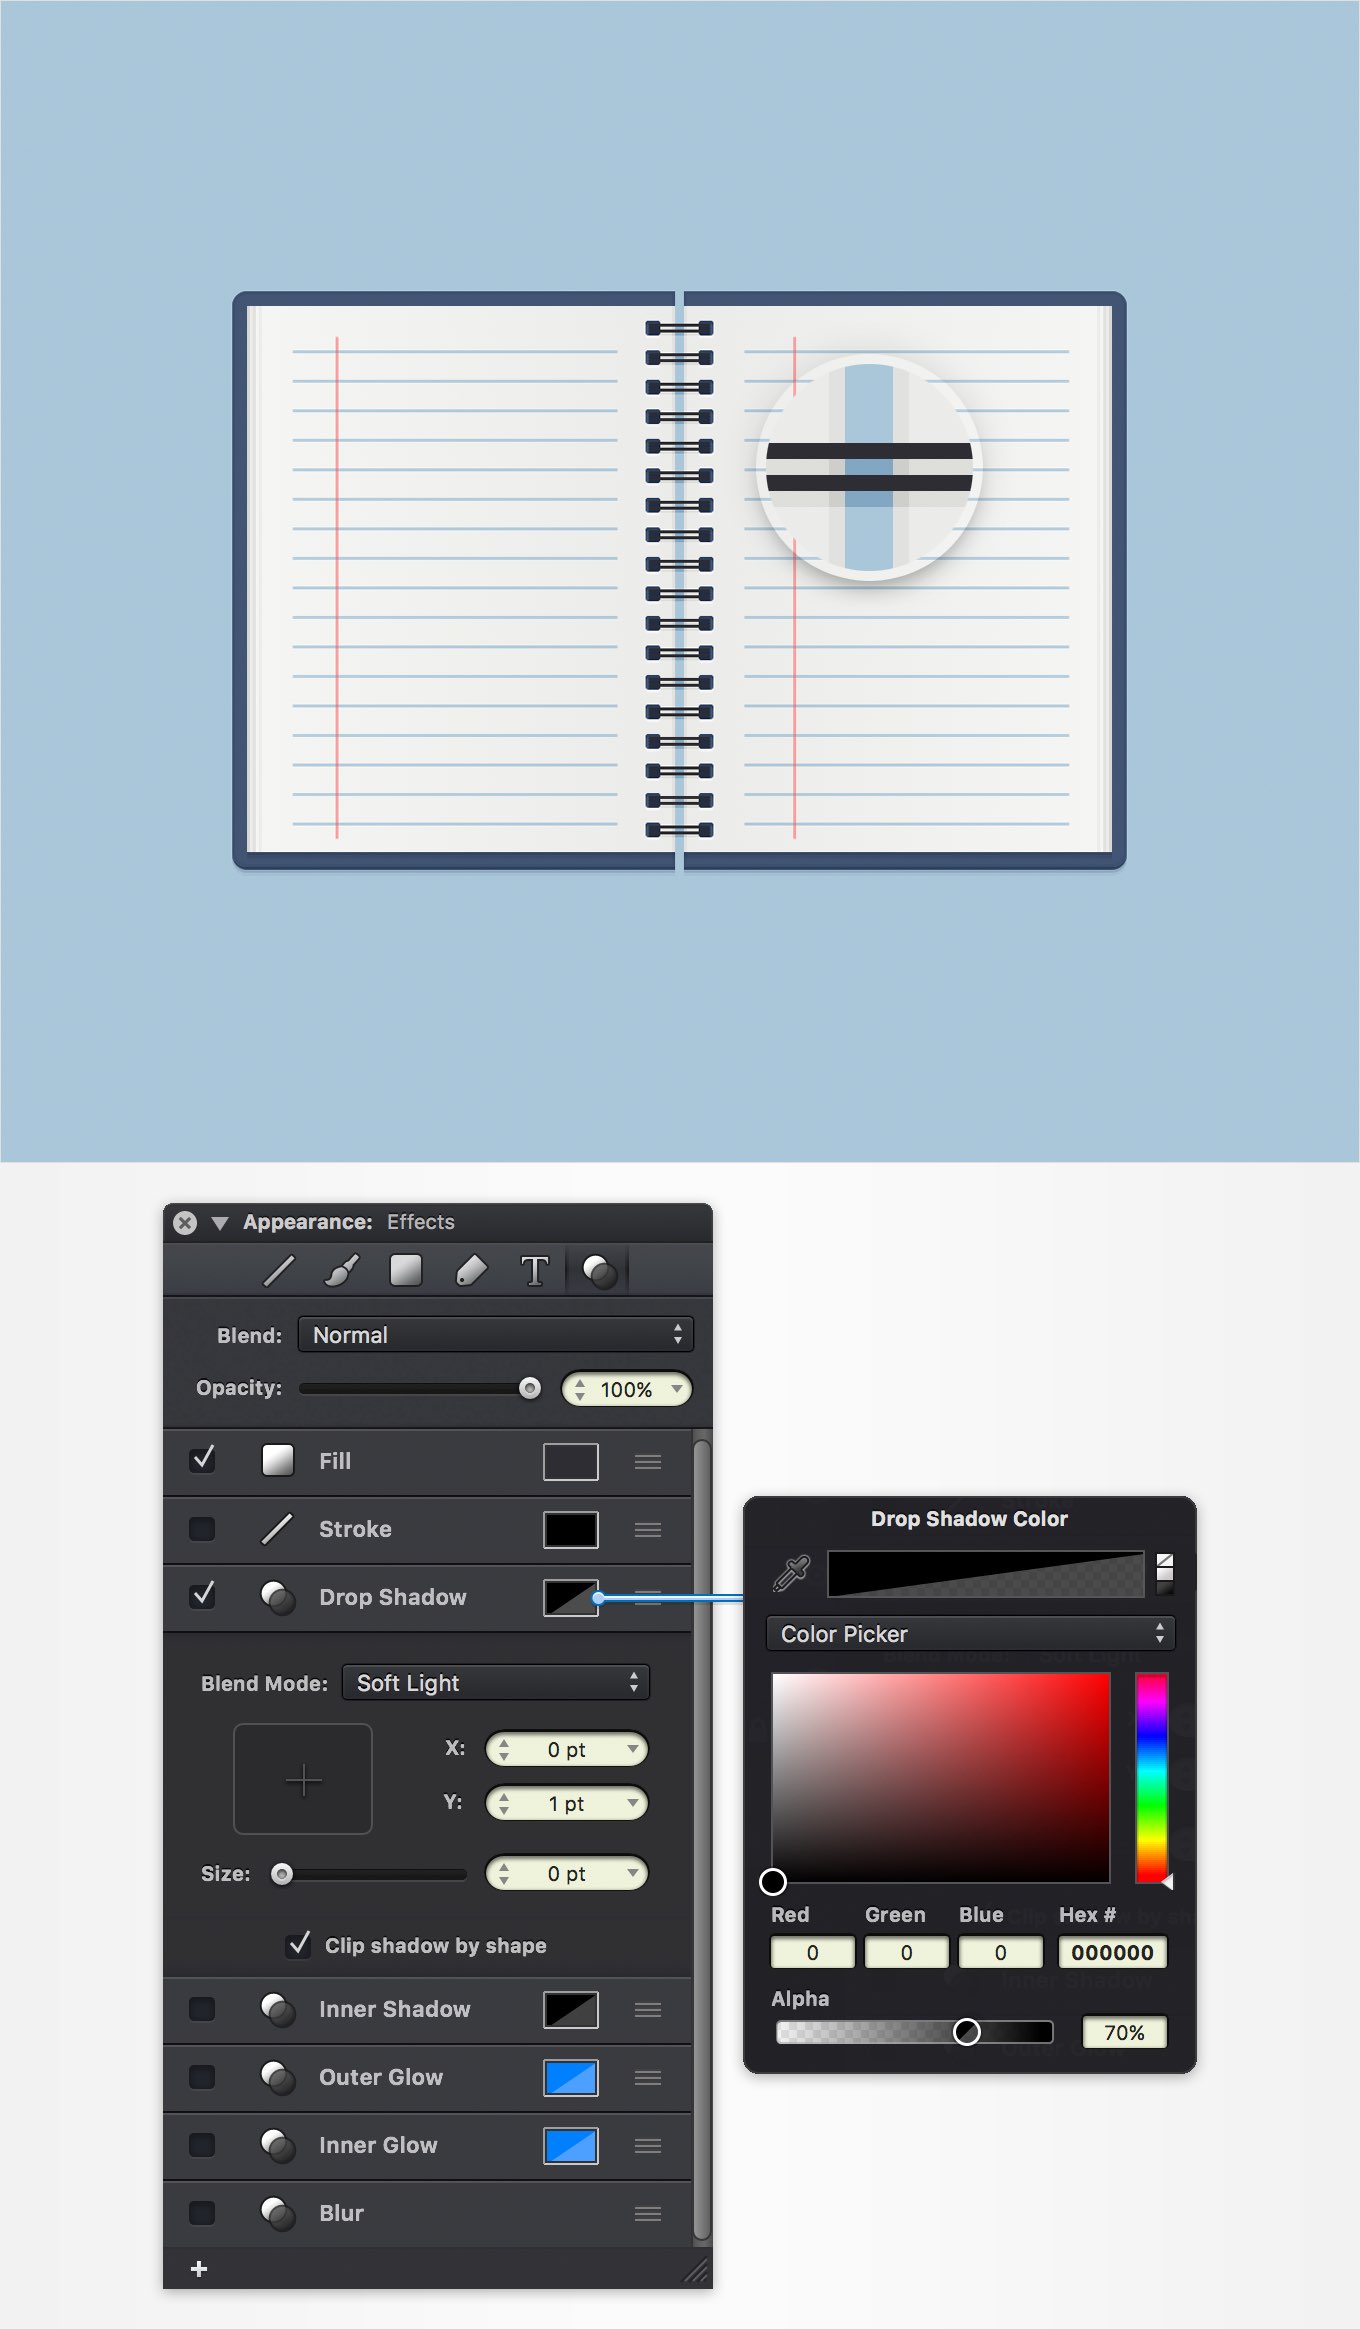 Appearance: Effects
Blend: Normal
Opacity: 100%
Fill
Stroke
Drop Shadow
Blend Mode: Soft Light
X: 0 pt
Y: 1 pt
Size: 0 pt
Clip shadow by shape
Inner Shadow
Outer Glow
Inner Glow
Blur
Drop Shadow Color
Color Picker
Red Green Blue Hex #
0 0 0 000000
Alpha
70%